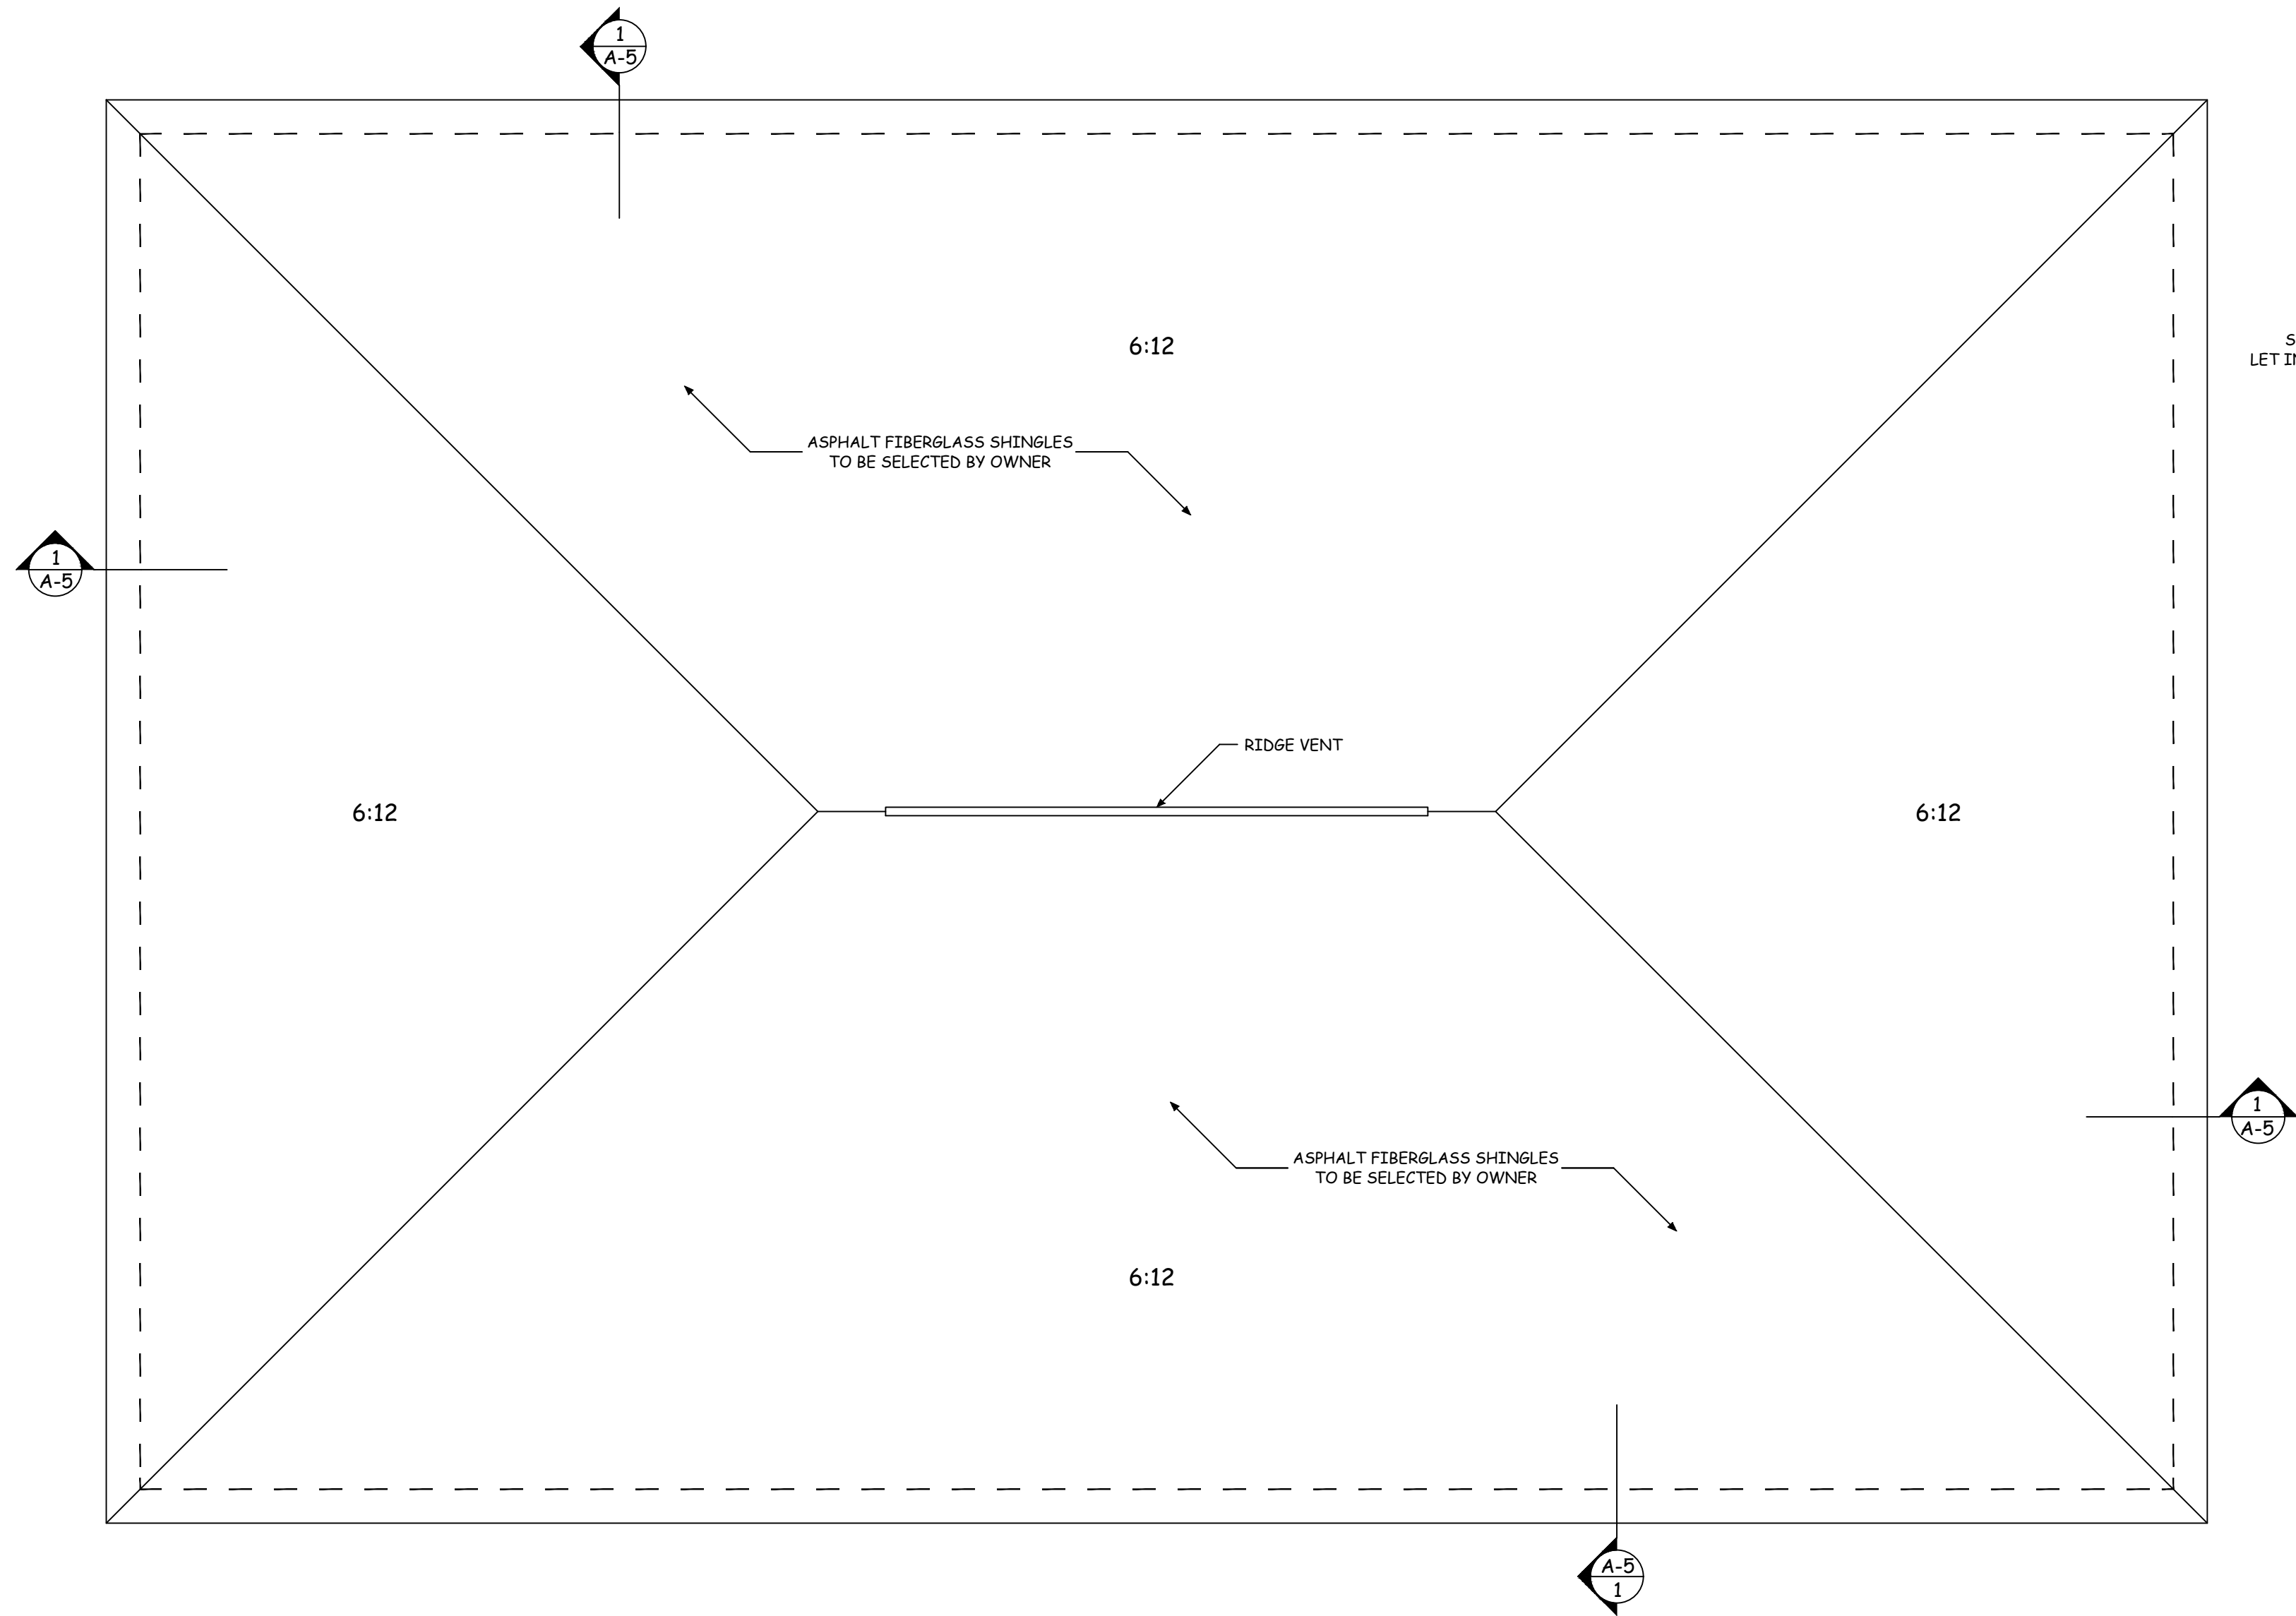 1
A-5
6:12
S
LET I
ASPHALT FIBERGLASS SHINGLES
TO BE SELECTED BY OWNER
1
A-5
RIDGE VENT
6:12
6:12
1
A-5
ASPHALT FIBERGLASS SHINGLES
TO BE SELECTED BY OWNER
6:12
A-5
1